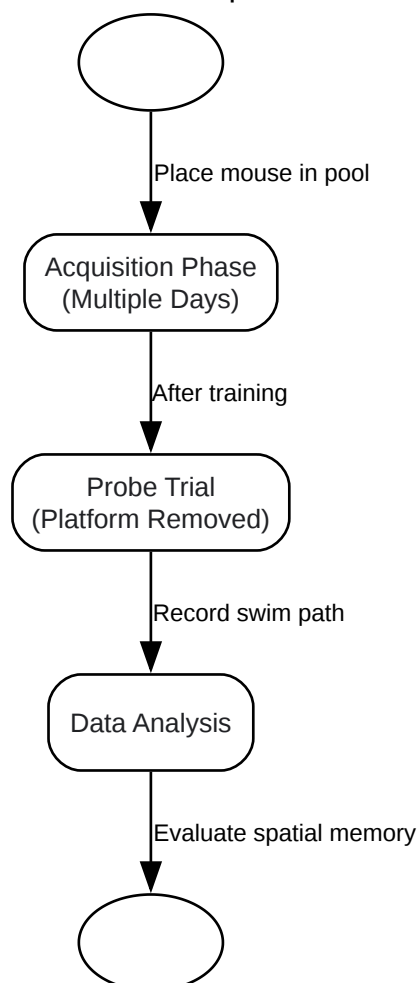 Place mouse in pool
Acquisition Phase
(Multiple Days)
After training
Probe Trial
(Platform Removed)
Record swim path
Data Analysis
Evaluate spatial memory